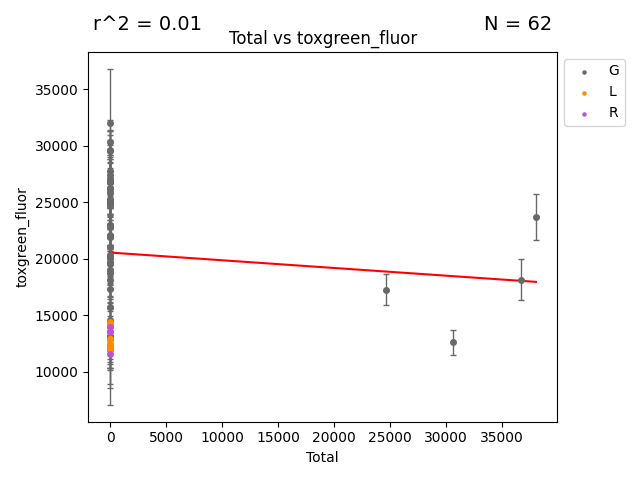 r^2 = 0.01
N = 62
Total vs toxgreen_fluor
G
L
R
35000
30000
25000
20000
15000
10000
toxgreen_fluor
0
5000
10000
15000
20000
25000
30000
35000
Total